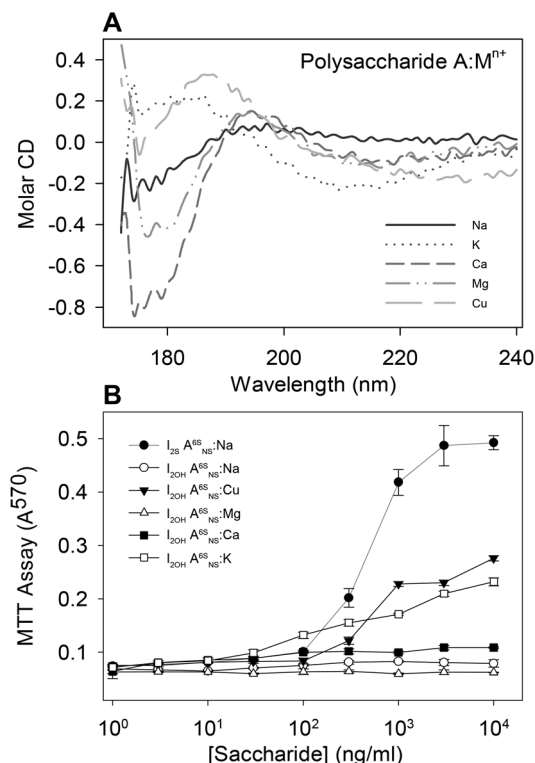 A
Polysaccharide A:Mⁿ⁺
0.4
0.2
0.0
-0.2
-0.4
-0.6
-0.8
Molar CD
Na
K
Ca
Mg
Cu
180 200 220 240
Wavelength (nm)
B
I2S A6SNS:Na
I2OH A6SNS:Na
I2OH A6SNS:Cu
I2OH A6SNS:Mg
I2OH A6SNS:Ca
I2OH A6SNS:K
0.5
0.4
0.3
0.2
0.1
MTT Assay (A570)
10⁰ 10¹ 10² 10³ 10⁴
[Saccharide] (ng/ml)